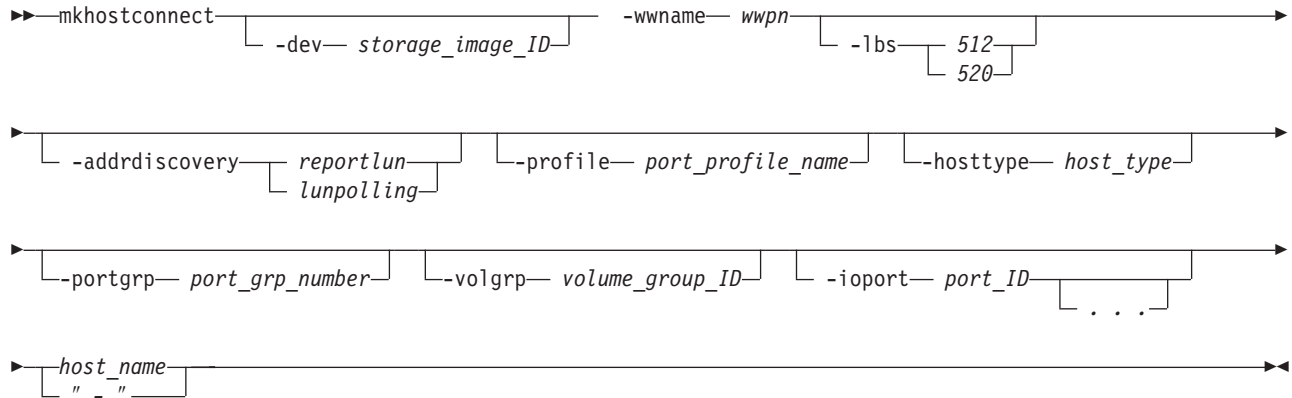 mkhostconnect -dev storage_image_ID -wwname wwpn -lbs 512
520
-addrdiscovery reportlun -profile port_profile_name -hosttype host_type
lunpolling
-portgrp port_grp_number -volgrp volume_group_ID -ioport port_ID . . .
host_name
" - "